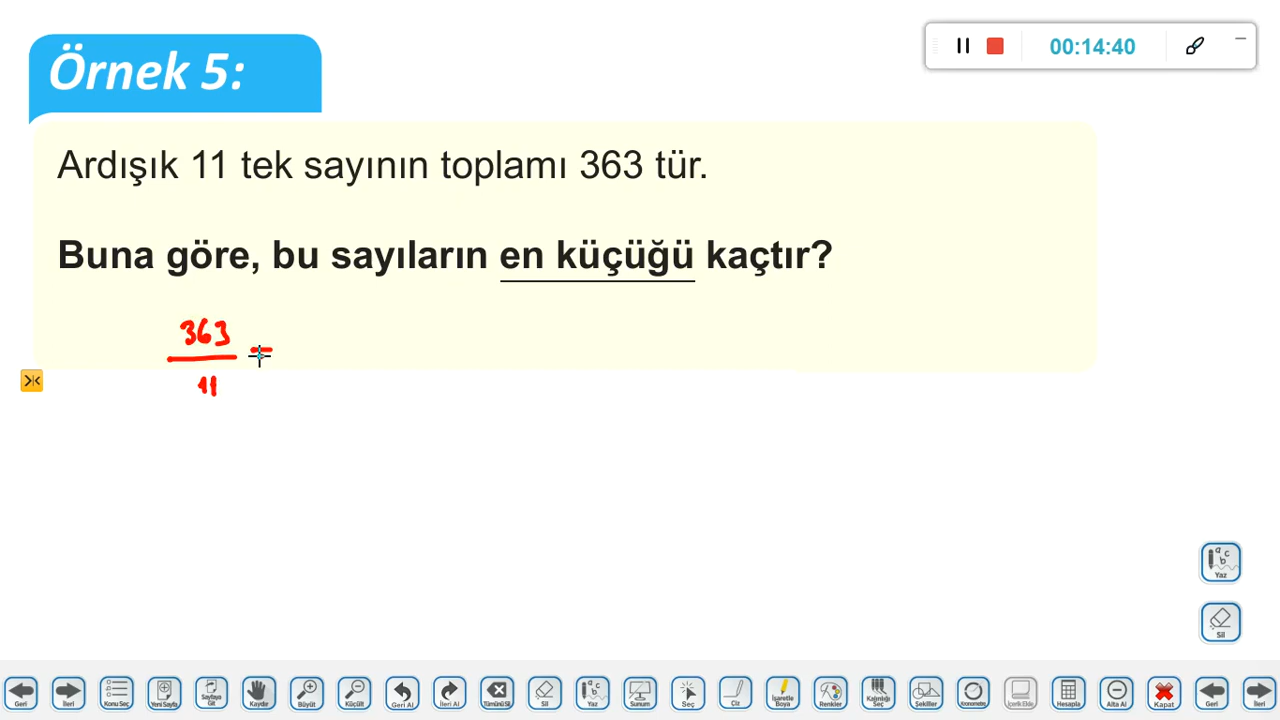 00:14:40
Örnek 5:
Ardışık 11 tek sayının toplamı 363 tür.
Buna göre, bu sayıların en küçüğü kaçtır?
363
=
11
Yaz
Sil
Geri
İleri
Konu Seç
Yeni Sayfa
Sayfaya Git
Kaydır
Büyüt
Küçült
Geri Al
İleri Al
Tümünü Sil
Sil
Yaz
Sunum
Seç
Çiz
İşaretle Boya
Renkler
Kalınlığı Seç
Şekiller
Kronometre
İçerik Ekle
Hesapla
Alta Al
Kapat
Geri
İleri